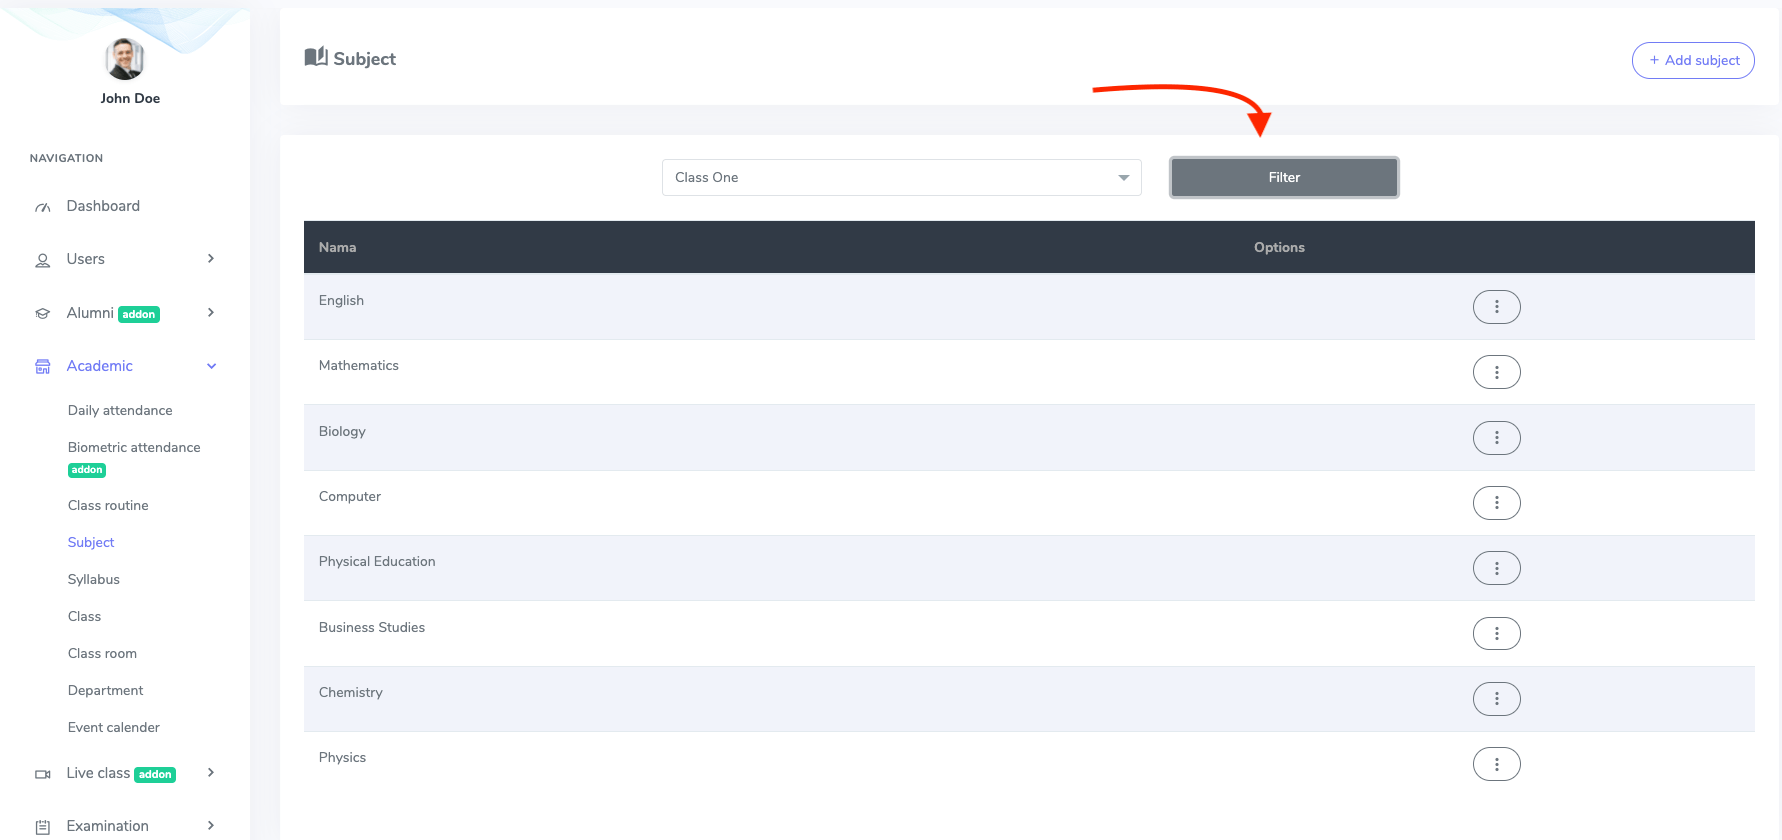 John Doe
NAVIGATION
Dashboard
Users
Alumni addon
Academic
Daily attendance
Biometric attendance
addon
Class routine
Subject
Syllabus
Class
Class room
Department
Event calender
Live class addon
Examination
Subject
+ Add subject
Class One
Filter
Nama Options
English
Mathematics
Biology
Computer
Physical Education
Business Studies
Chemistry
Physics